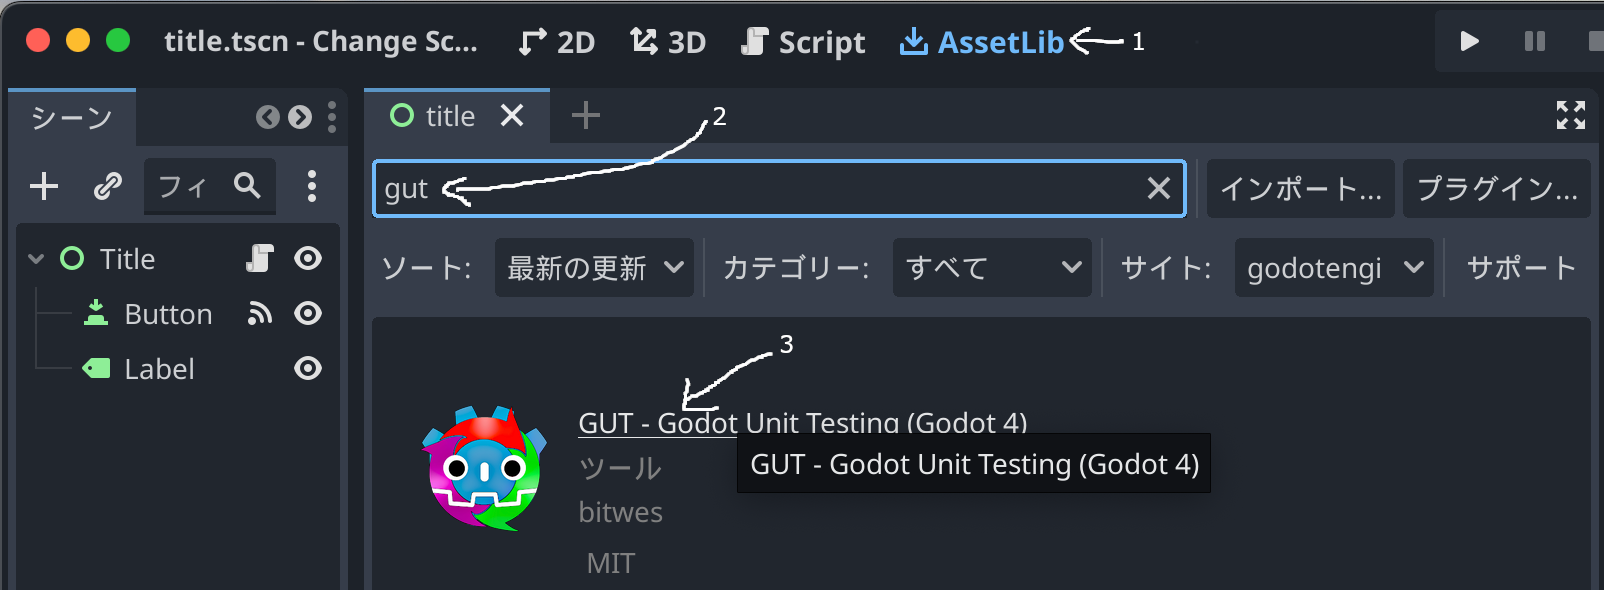 title.tscn - Change Sc... 2D 3D Script AssetLib 1
シーン title 2
フィ gut インポート... プラグイン...
Title ソート: 最新の更新 カテゴリー: すべて サイト: godotengi サポート
Button
3
Label
GUT - Godot Unit Testing (Godot 4)
GUT - Godot Unit Testing (Godot 4)
ツール
bitwes
MIT